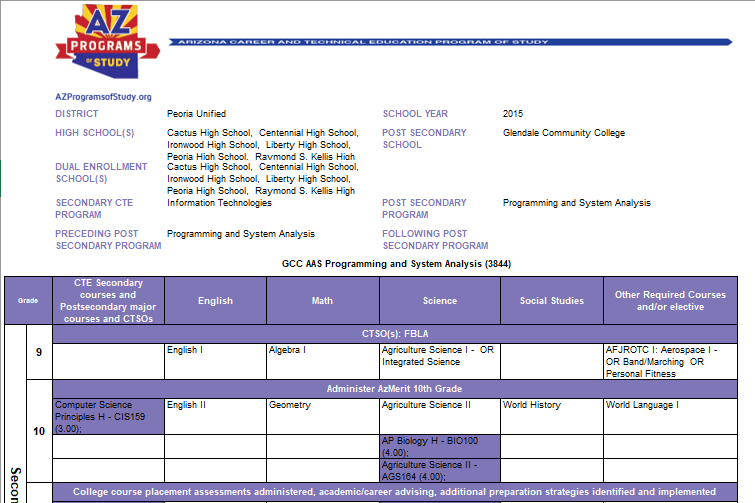 AZ
PROGRAMS
OF
STUDY
ARIZONA CAREER AND TECHNICAL EDUCATION PROGRAM OF STUDY
AZProgramsofStudy.org
DISTRICT Peoria Unified SCHOOL YEAR 2015
HIGH SCHOOL(S) Cactus High School, Centennial High School, POST SECONDARY Glendale Community College
Ironwood High School, Liberty High School, SCHOOL
Peoria High School, Raymond S. Kellis High
DUAL ENROLLMENT Cactus High School, Centennial High School,
SCHOOL(S) Ironwood High School, Liberty High School,
Peoria High School, Raymond S. Kellis High
SECONDARY CTE Information Technologies POST SECONDARY Programming and System Analysis
PROGRAM PROGRAM
PRECEDING POST Programming and System Analysis FOLLOWING POST
SECONDARY PROGRAM SECONDARY PROGRAM
GCC AAS Programming and System Analysis (3844)
Grade CTE Secondary courses and Postsecondary major courses and CTSOs English Math Science Social Studies Other Required Courses and/or elective
CTSO(s): FBLA
9 English I Algebra I Agriculture Science I - OR AFJROTC I: Aerospace I -
Integrated Science OR Band/Marching OR
Personal Fitness
Administer AzMerit 10th Grade
10 Computer Science English II Geometry Agriculture Science II World History World Language I
Principles H - CIS159
(3.00);
AP Biology H - BIO100
(4.00);
Agriculture Science II -
AGS164 (4.00);
College course placement assessments administered, academic/career advising, additional preparation strategies identified and implemented
Secon